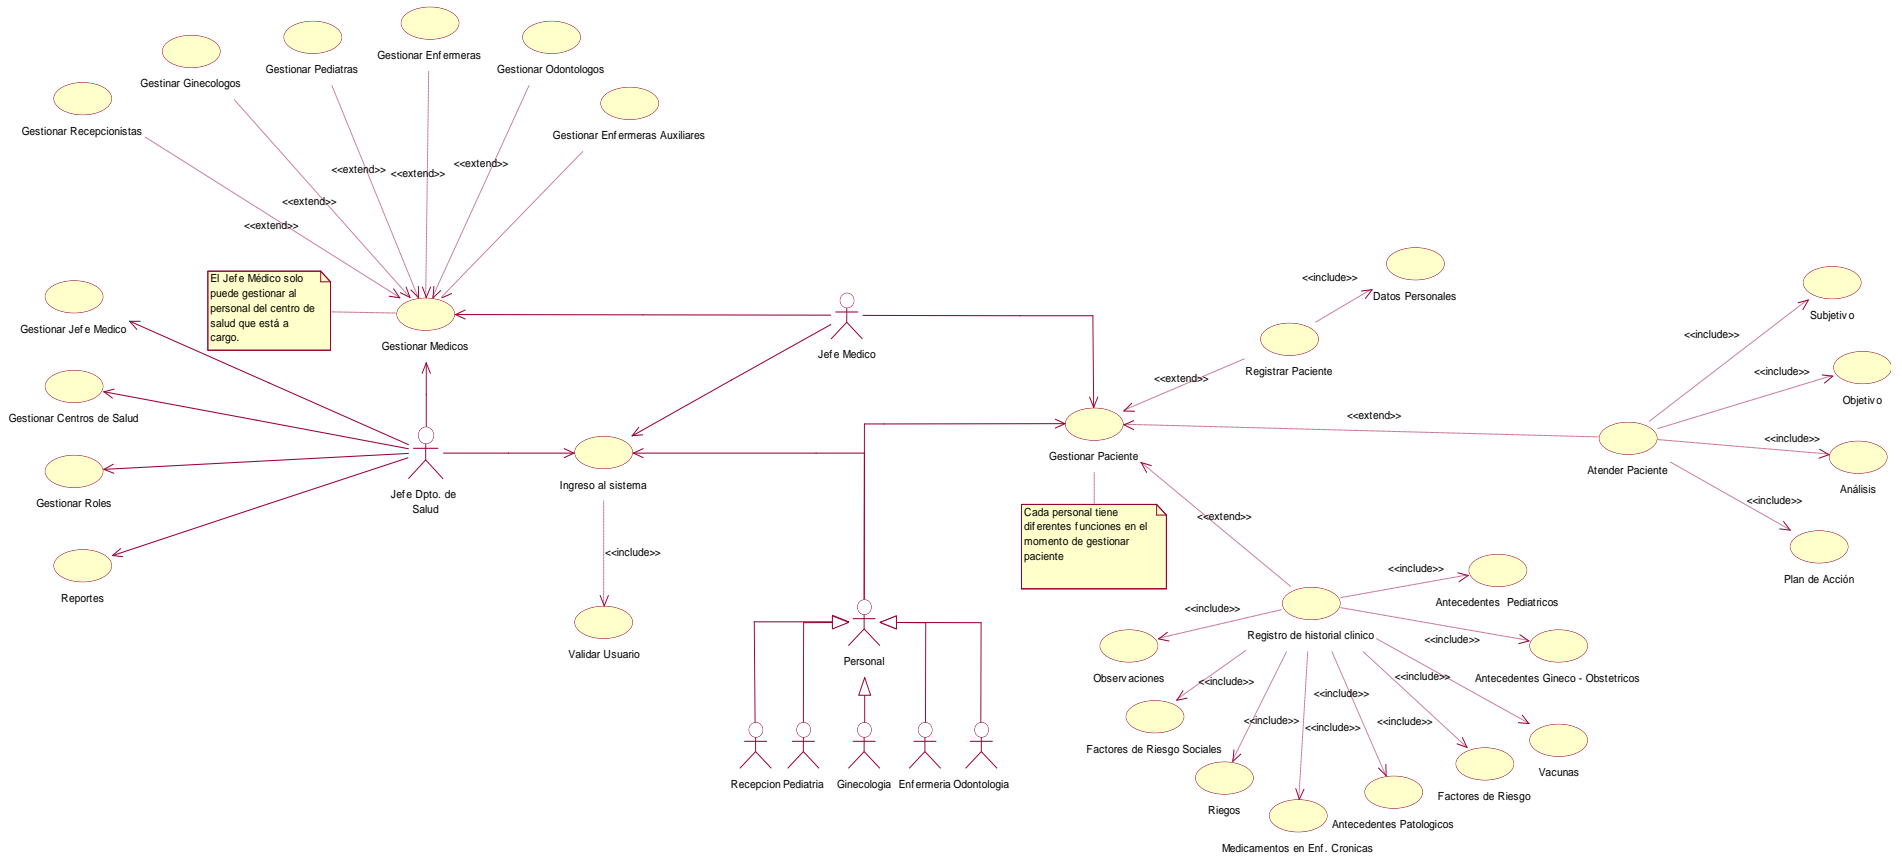 Gestionar Enfermeras
Gestionar Pediatras
Gestionar Odontologos
Gestinar Ginecologos
Gestionar Recepcionistas
Gestionar Enfermeras Auxiliares
<<extend>>
<<extend>>
<<extend>>
<<extend>>
<<extend>>
El Jefe Médico solo
puede gestionar al
personal del centro de
salud que está a
cargo.
Gestionar Jefe Medico
Gestionar Medicos
Jefe Medico
Gestionar Centros de Salud
Gestionar Roles
Reportes
Jefe Dpto. de
Salud
Ingreso al sistema
<<include>>
Validar Usuario
<<include>>
Datos Personales
Registrar Paciente
<<extend>>
<<extend>>
Gestionar Paciente
Cada personal tiene
diferentes funciones en el
momento de gestionar
paciente
<<extend>>
Atender Paciente
<<include>>
Subjetivo
<<include>>
Objetivo
<<include>>
Análisis
<<include>>
Plan de Acción
Personal
Recepcion
Pediatria
Ginecologia
Enfermeria
Odontologia
Registro de historial clinico
<<include>>
Antecedentes  Pediatricos
<<include>>
Antecedentes Gineco - Obstetricos
<<include>>
Observaciones
<<include>>
Factores de Riesgo Sociales
<<include>>
Riegos
<<include>>
Medicamentos en Enf. Cronicas
<<include>>
Antecedentes Patologicos
<<include>>
Factores de Riesgo
<<include>>
Vacunas